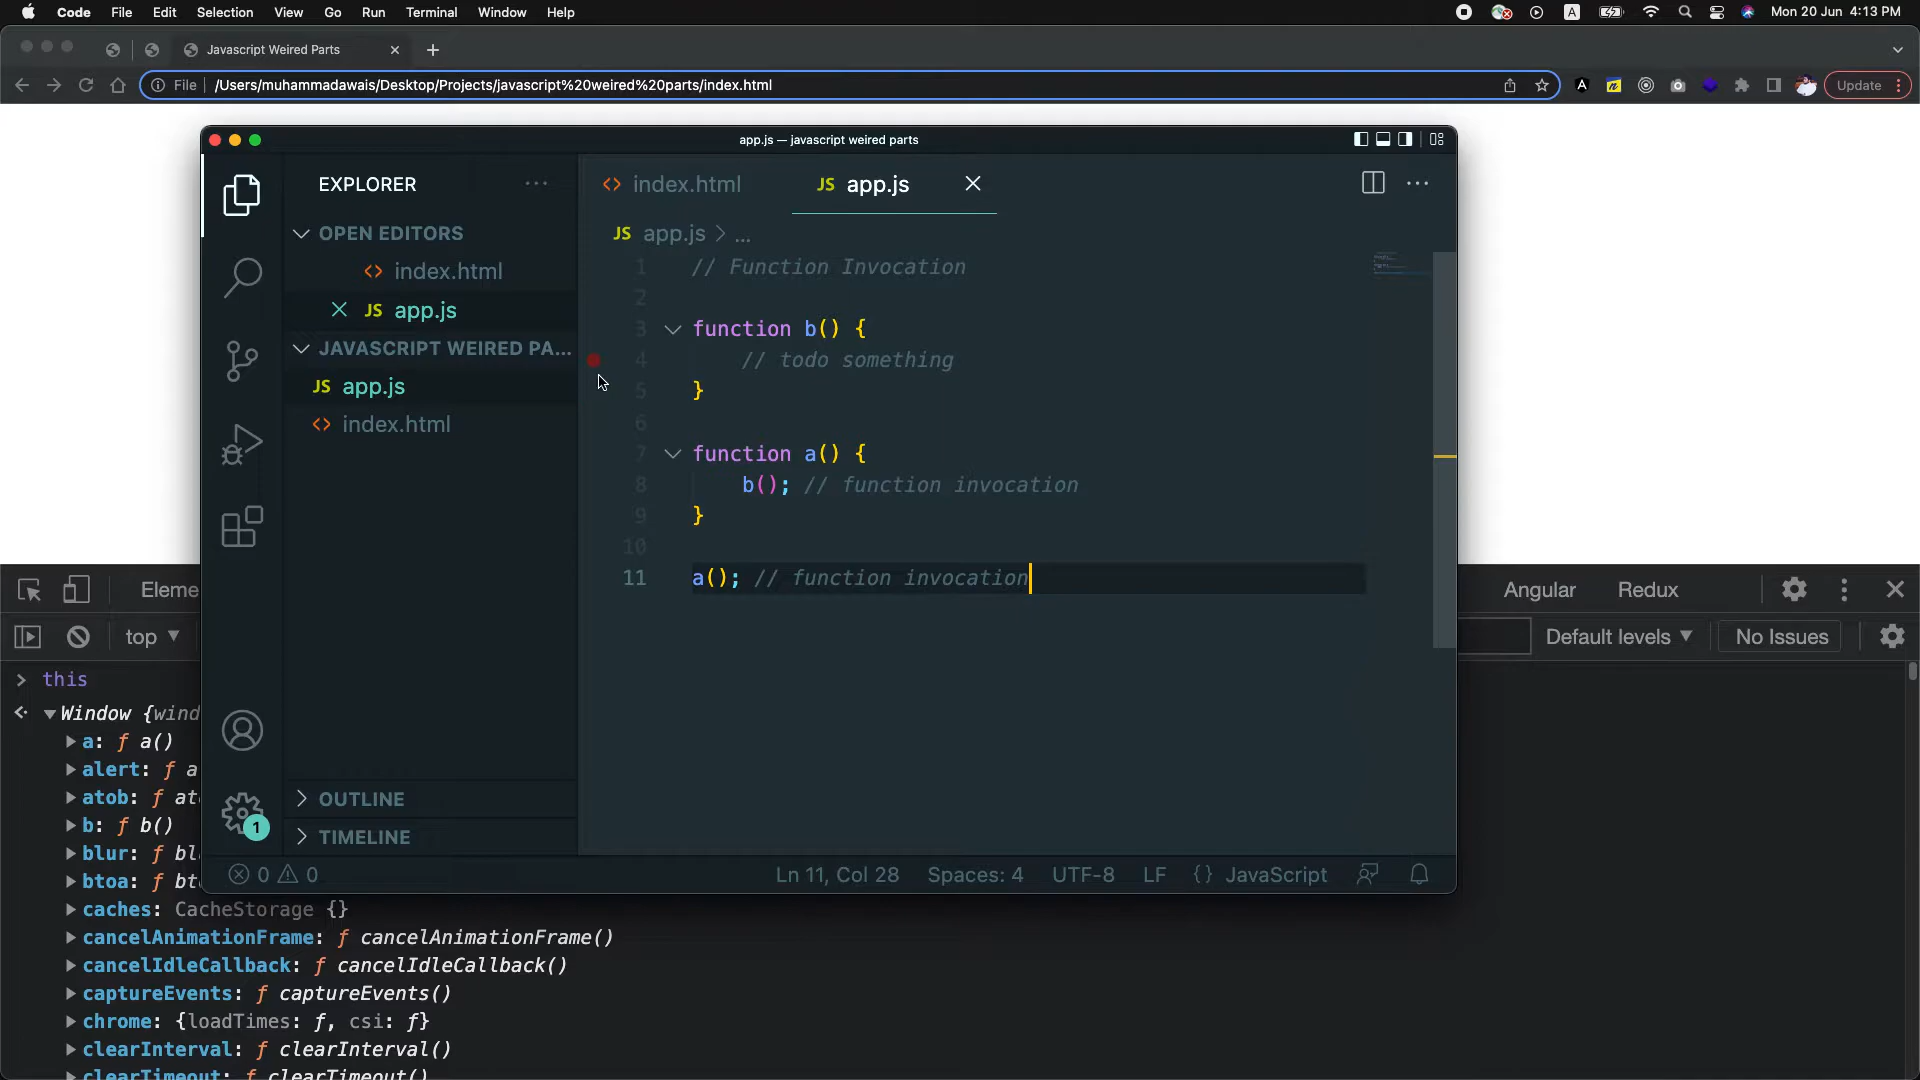 Code File Edit Selection View Go Run Terminal Window Help A Mon 20 Jun 4:13 PM
Javascript Weired Parts
File /Users/muhammadawais/Desktop/Projects/javascript%20weired%20parts/index.html A n Update
app.js — javascript weired parts
EXPLORER
index.html
JS app.js
OPEN EDITORS
JS app.js > ...
index.html
JS app.js
JAVASCRIPT WEIRED PA...
JS app.js
index.html
1 // Function Invocation
2
3 function b() {
4 // todo something
5 }
6
7 function a() {
8 b(); // function invocation
9 }
10
11 a(); // function invocation
OUTLINE
TIMELINE
1
0 0 Ln 11, Col 28 Spaces: 4 UTF-8 LF {} JavaScript
Eleme Angular Redux
top Default levels No Issues
> this
Window {wind
a: ƒ a()
alert: ƒ a
atob: ƒ at
b: ƒ b()
blur: ƒ bl
btoa: ƒ bt
caches: CacheStorage {}
cancelAnimationFrame: ƒ cancelAnimationFrame()
cancelIdleCallback: ƒ cancelIdleCallback()
captureEvents: ƒ captureEvents()
chrome: {loadTimes: ƒ, csi: ƒ}
clearInterval: ƒ clearInterval()
clearTimeout: ƒ clearTimeout()